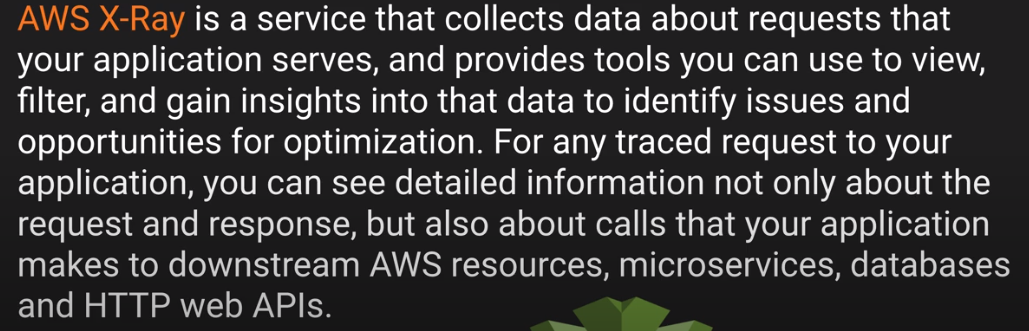 AWS X-Ray is a service that collects data about requests that
your application serves, and provides tools you can use to view,
filter, and gain insights into that data to identify issues and
opportunities for optimization. For any traced request to your
application, you can see detailed information not only about the
request and response, but also about calls that your application
makes to downstream AWS resources, microservices, databases
and HTTP web APIs.